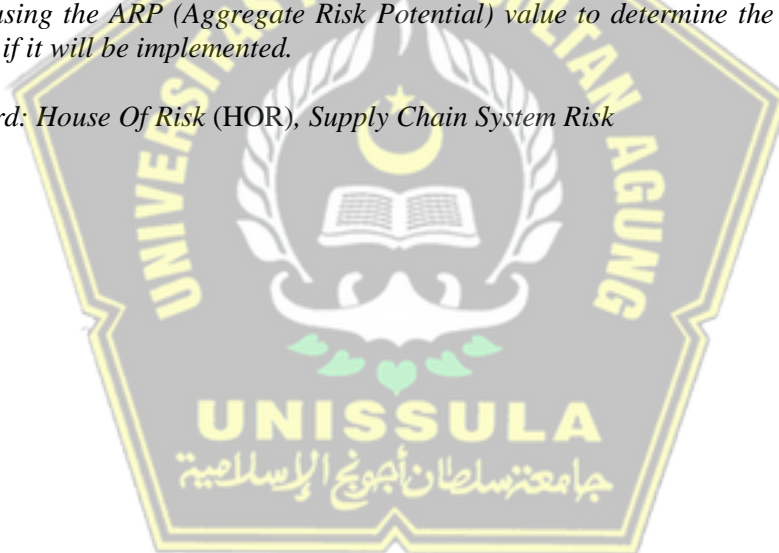 using the ARP (Aggregate Risk Potential) value to determine the
if it will be implemented.
rd: House Of Risk (HOR), Supply Chain System Risk
UNIVERSITAS
SULTAN AGUNG
UNISSULA
جامعة سلطان أجونج الإسلامية